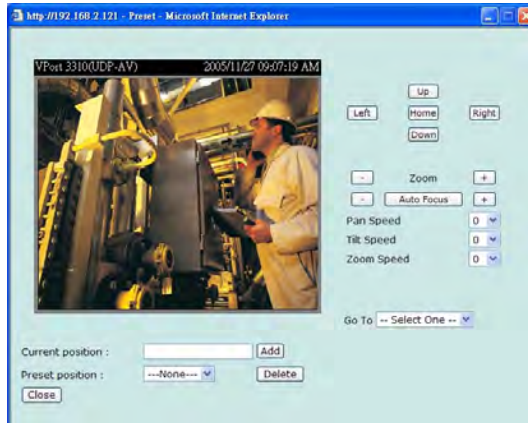 http://192.168.2.121 - Preset - Microsoft Internet Explorer
VPort 3310(UDP-AV) 2005/11/27 09:07:19 AM
Up
Left Home Right
Down
- Zoom +
- Auto Focus +
Pan Speed 0
Tilt Speed 0
Zoom Speed 0
Go To -- Select One --
Current position : Add
Preset position : ---None--- Delete
Close